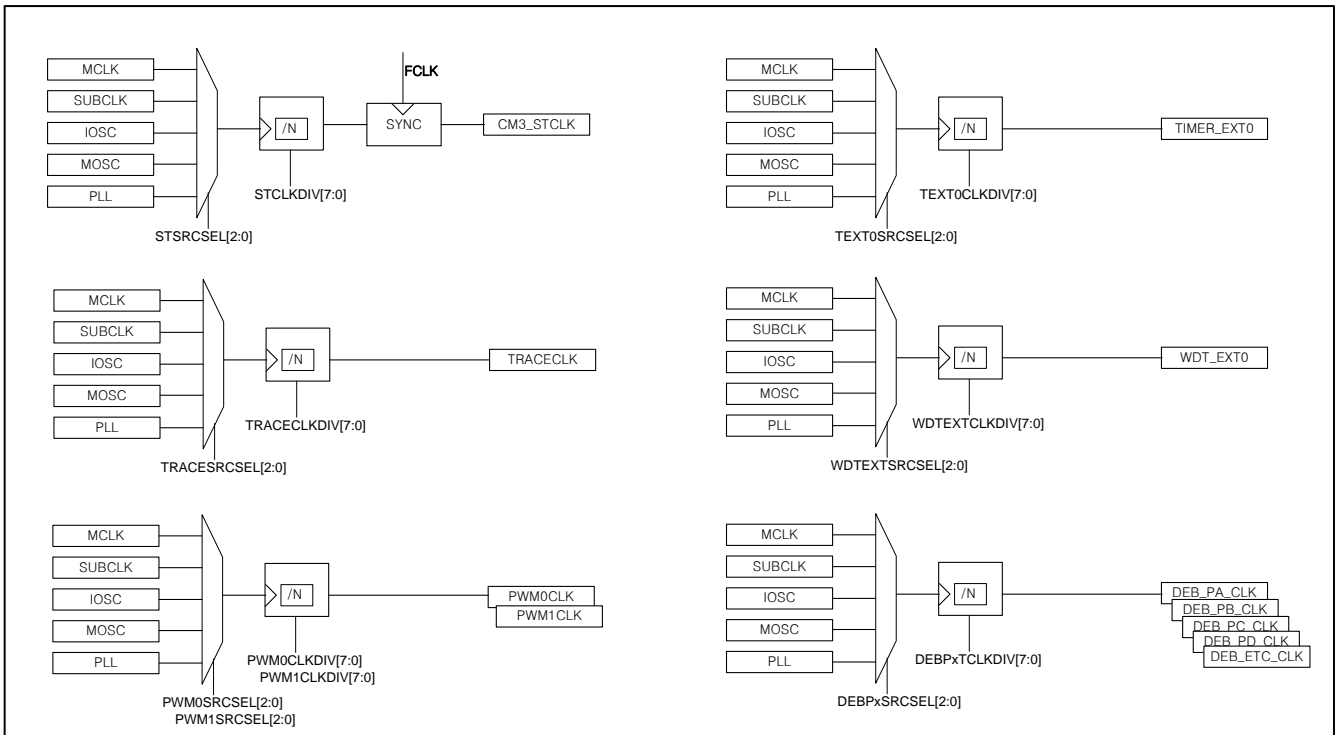 MCLK
SUBCLK
IOSC
MOSC
PLL
/N
FCLK
SYNC
CM3_STCLK
STCLKDIV[7:0]
STSRCSEL[2:0]
MCLK
SUBCLK
IOSC
MOSC
PLL
/N
TIMER_EXT0
TEXT0CLKDIV[7:0]
TEXT0SRCSEL[2:0]
MCLK
SUBCLK
IOSC
MOSC
PLL
/N
TRACECLK
TRACECLKDIV[7:0]
TRACESRCSEL[2:0]
MCLK
SUBCLK
IOSC
MOSC
PLL
/N
WDT_EXT0
WDTEXTCLKDIV[7:0]
WDTEXTSRCSEL[2:0]
MCLK
SUBCLK
IOSC
MOSC
PLL
/N
PWM0CLK
PWM1CLK
PWM0CLKDIV[7:0]
PWM1CLKDIV[7:0]
PWM0SRCSEL[2:0]
PWM1SRCSEL[2:0]
MCLK
SUBCLK
IOSC
MOSC
PLL
/N
DEB_PA_CLK
DEB_PB_CLK
DEB_PC_CLK
DEB_PD_CLK
DEB_ETC_CLK
DEBPxTCLKDIV[7:0]
DEBPxSRCSEL[2:0]